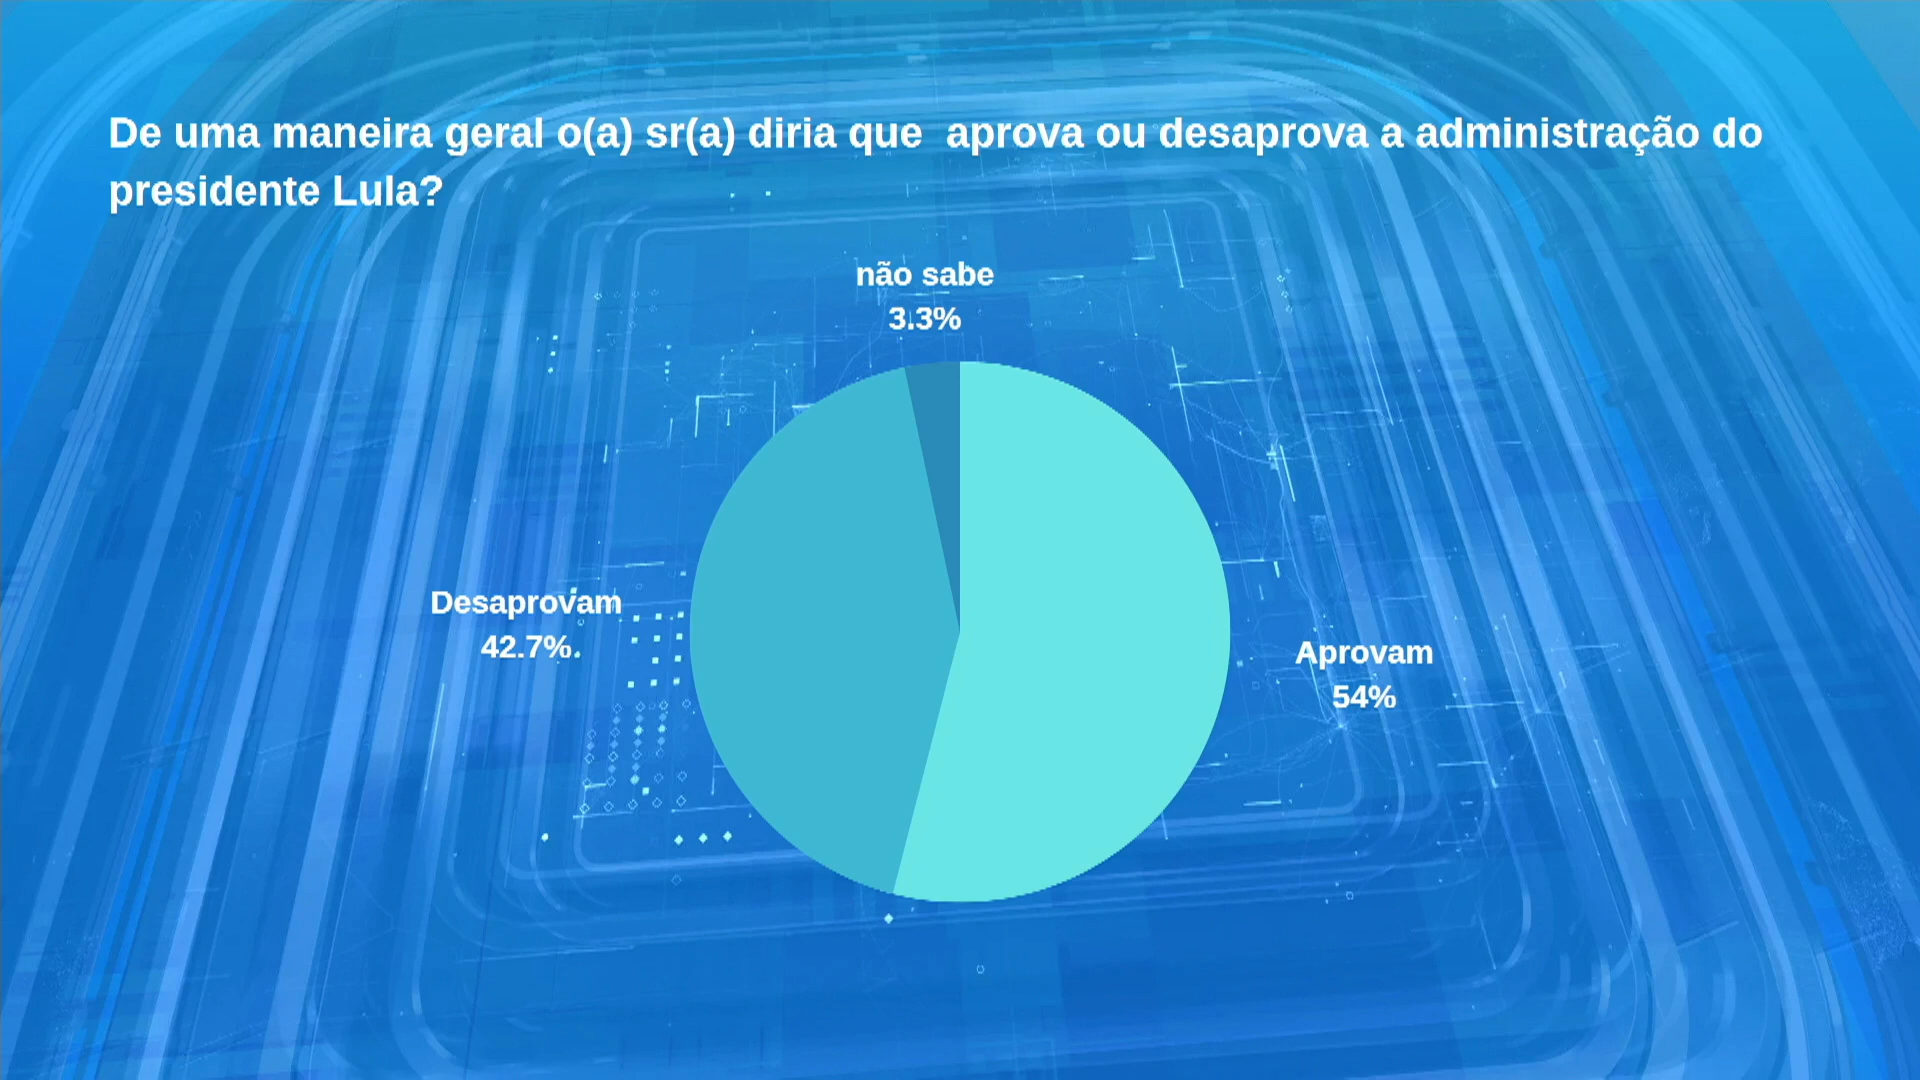 De uma maneira geral o(a) sr(a) diria que  aprova ou desaprova a administração do
presidente Lula?
não sabe
3.3%
Desaprovam
42.7%
Aprovam
54%